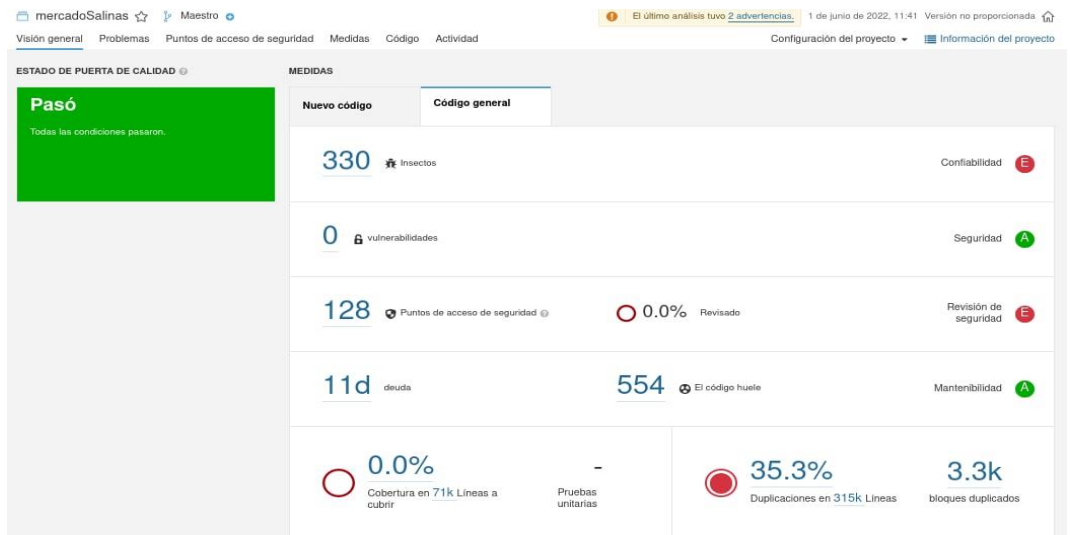 mercadoSalinas Maestro
El último análisis tuvo 2 advertencias. 1 de junio de 2022, 11:41 Versión no proporcionada
Visión general Problemas Puntos de acceso de seguridad Medidas Código Actividad
Configuración del proyecto Información del proyecto
ESTADO DE PUERTA DE CALIDAD
Pasó
Todas las condiciones pasaron.
MEDIDAS
Nuevo código Código general
330 Insectos Confiabilidad E
0 vulnerabilidades Seguridad A
128 Puntos de acceso de seguridad 0.0% Revisado Revisión de
seguridad E
11d deuda 554 El código huele Mantenibilidad A
0.0%
Cobertura en 71k Líneas a
cubrir
-
Pruebas
unitarias
35.3%
Duplicaciones en 315k Líneas
3.3k
bloques duplicados